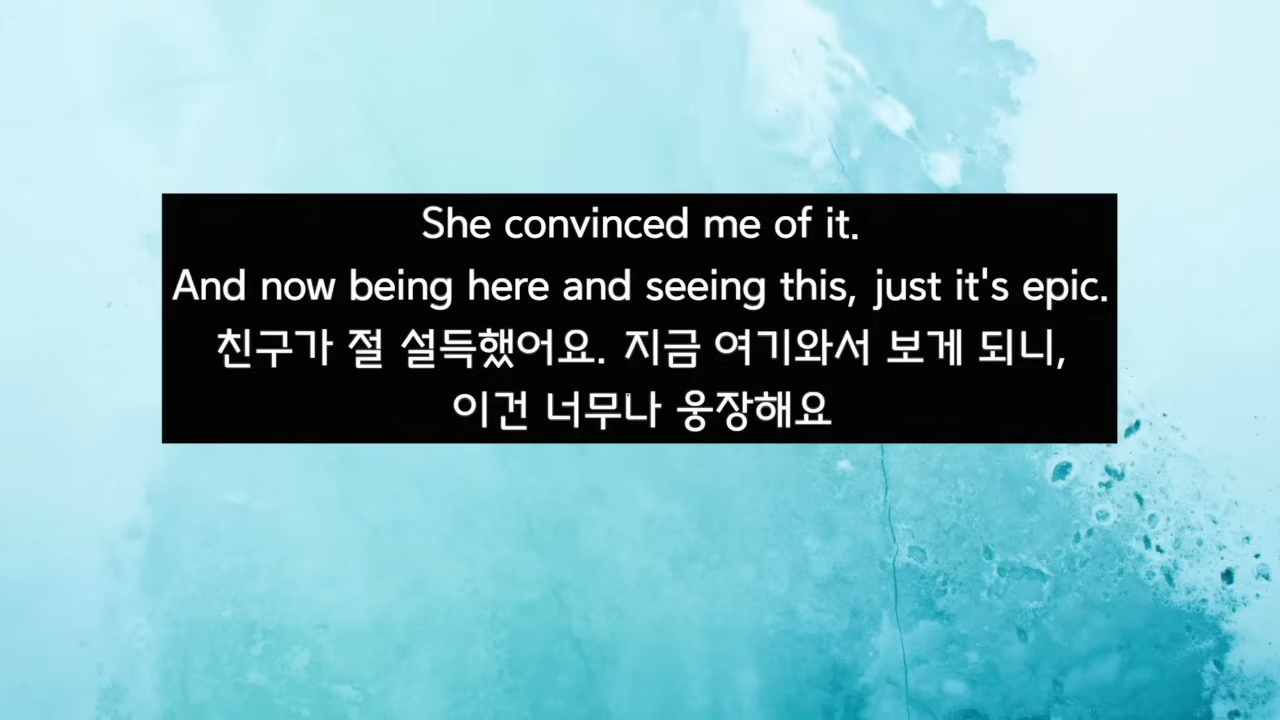 She convinced me of it.
And now being here and seeing this, just it's epic.
친구가 절 설득했어요. 지금 여기와서 보게 되니,
이건 너무나 웅장해요